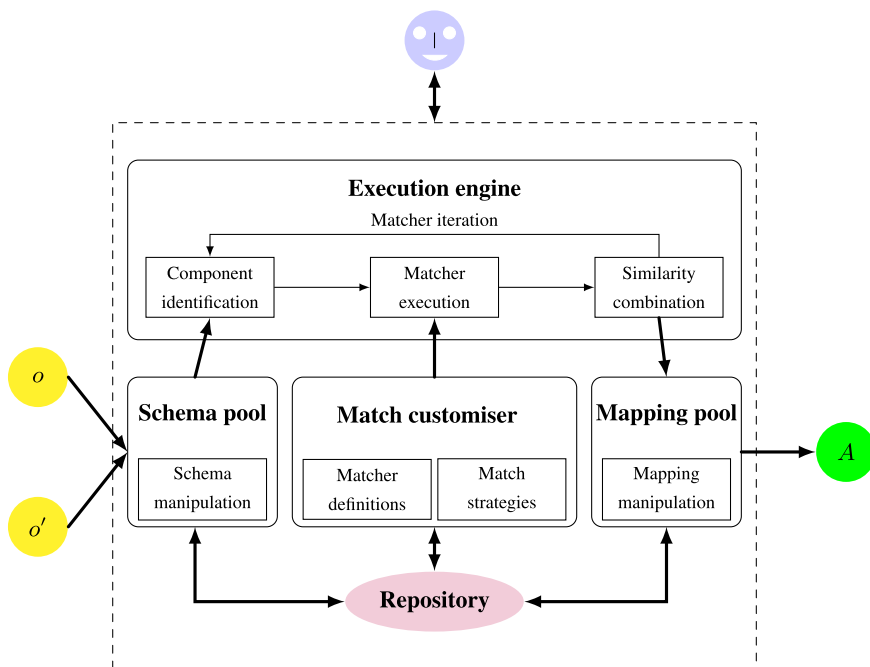 Execution engine
Matcher iteration
Component
identification
Matcher
execution
Similarity
combination
o
o′
Schema pool
Schema
manipulation
Match customiser
Matcher
definitions
Match
strategies
Mapping pool
Mapping
manipulation
A
Repository